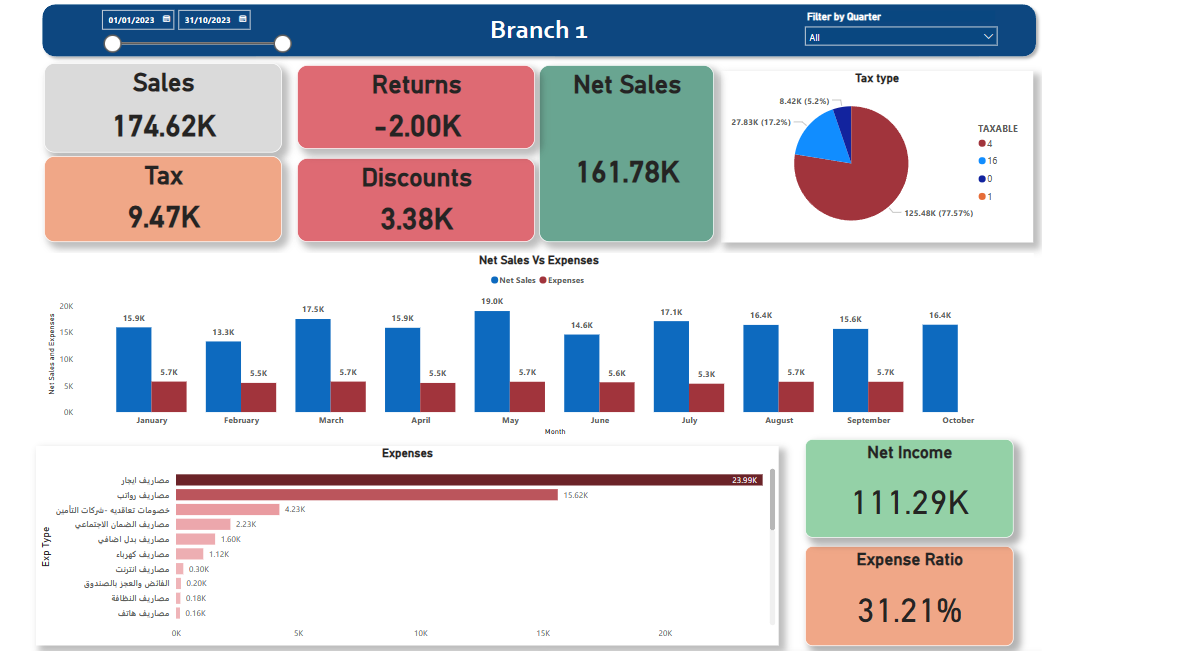 01/01/2023
31/10/2023
Branch 1
Filter by Quarter
All
Sales
174.62K
Returns
-2.00K
Net Sales
161.78K
Tax
9.47K
Discounts
3.38K
Tax type
8.42K (5.2%)
27.83K (17.2%)
125.48K (77.57%)
TAXABLE
4
16
0
1
Net Sales Vs Expenses
Net Sales Expenses
Net Sales and Expenses
20K
15K
10K
5K
0K
15.9K
5.7K
13.3K
5.5K
17.5K
5.7K
15.9K
5.5K
19.0K
5.7K
14.6K
5.6K
17.1K
5.3K
16.4K
5.7K
15.6K
5.7K
16.4K
January February March April May June July August September October
Month
Expenses
Exp Type
مصاريف ايجار 23.99K
مصاريف رواتب 15.62K
خصومات تعاقديه -شركات التأمين 4.23K
مصاريف الضمان الاجتماعي 2.23K
مصاريف بدل اضافي 1.60K
مصاريف كهرباء 1.12K
مصاريف انترنت 0.30K
الفائض والعجز بالصندوق 0.20K
مصاريف النظافة 0.18K
مصاريف هاتف 0.16K
0K 5K 10K 15K 20K
Net Income
111.29K
Expense Ratio
31.21%